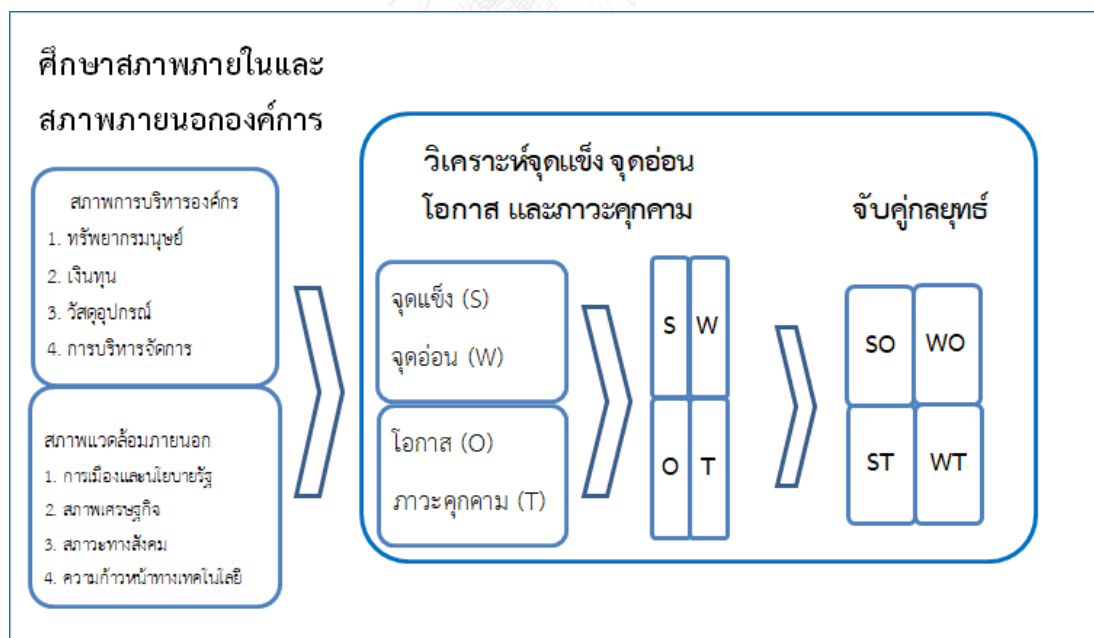 ศึกษาสภาพภายในและ
สภาพภายนอกองค์การ
สภาพการบริหารองค์กร
1. ทรัพยากรมนุษย์
2. เงินทุน
3. วัสดุอุปกรณ์
4. การบริหารจัดการ
สภาพแวดล้อมภายนอก
1. การเมืองและนโยบายรัฐ
2. สภาพเศรษฐกิจ
3. สภาวะทางสังคม
4. ความก้าวหน้าทางเทคโนโลยี
วิเคราะห์จุดแข็ง จุดอ่อน
โอกาส และภาวะคุกคาม
จุดแข็ง (S)
จุดอ่อน (W)
โอกาส (O)
ภาวะคุกคาม (T)
S W
O T
จับคู่กลยุทธ์
SO WO
ST WT